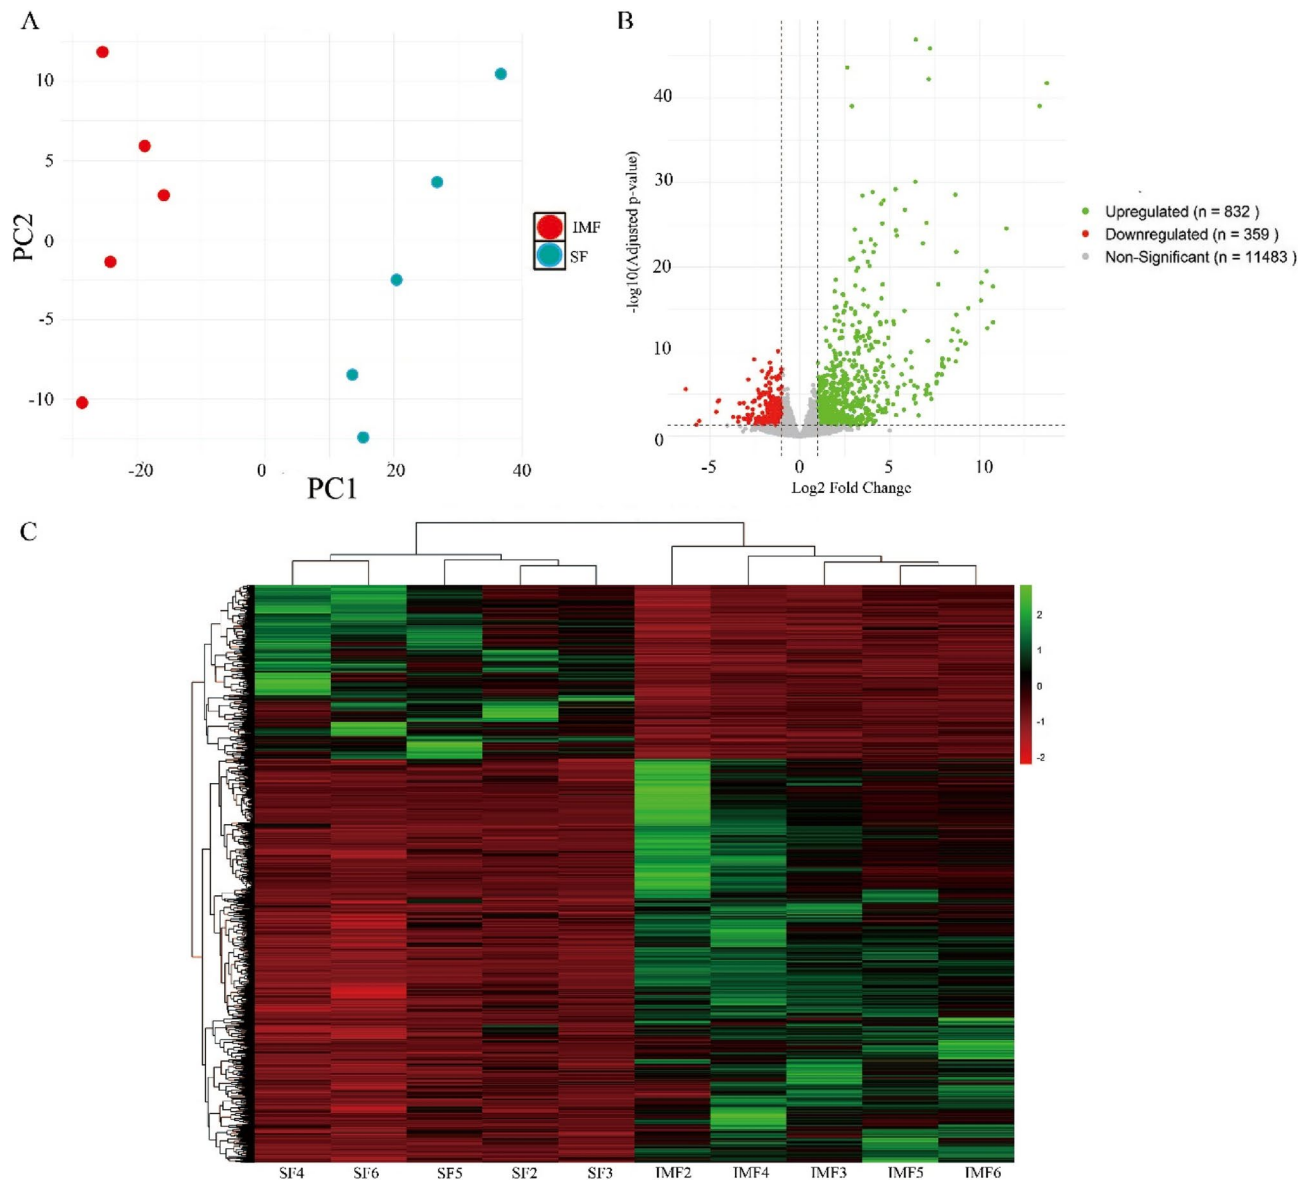 A
10
5
0
-5
-10
PC2
-20
0
20
40
PC1
IMF
SF
B
40
30
20
10
0
-log10(Adjusted p-value)
-5
0
5
10
Log2 Fold Change
Upregulated (n = 832 )
Downregulated (n = 359 )
Non-Significant (n = 11483 )
C
2
1
0
-1
-2
SF4 SF6 SF5 SF2 SF3 IMF2 IMF4 IMF3 IMF5 IMF6